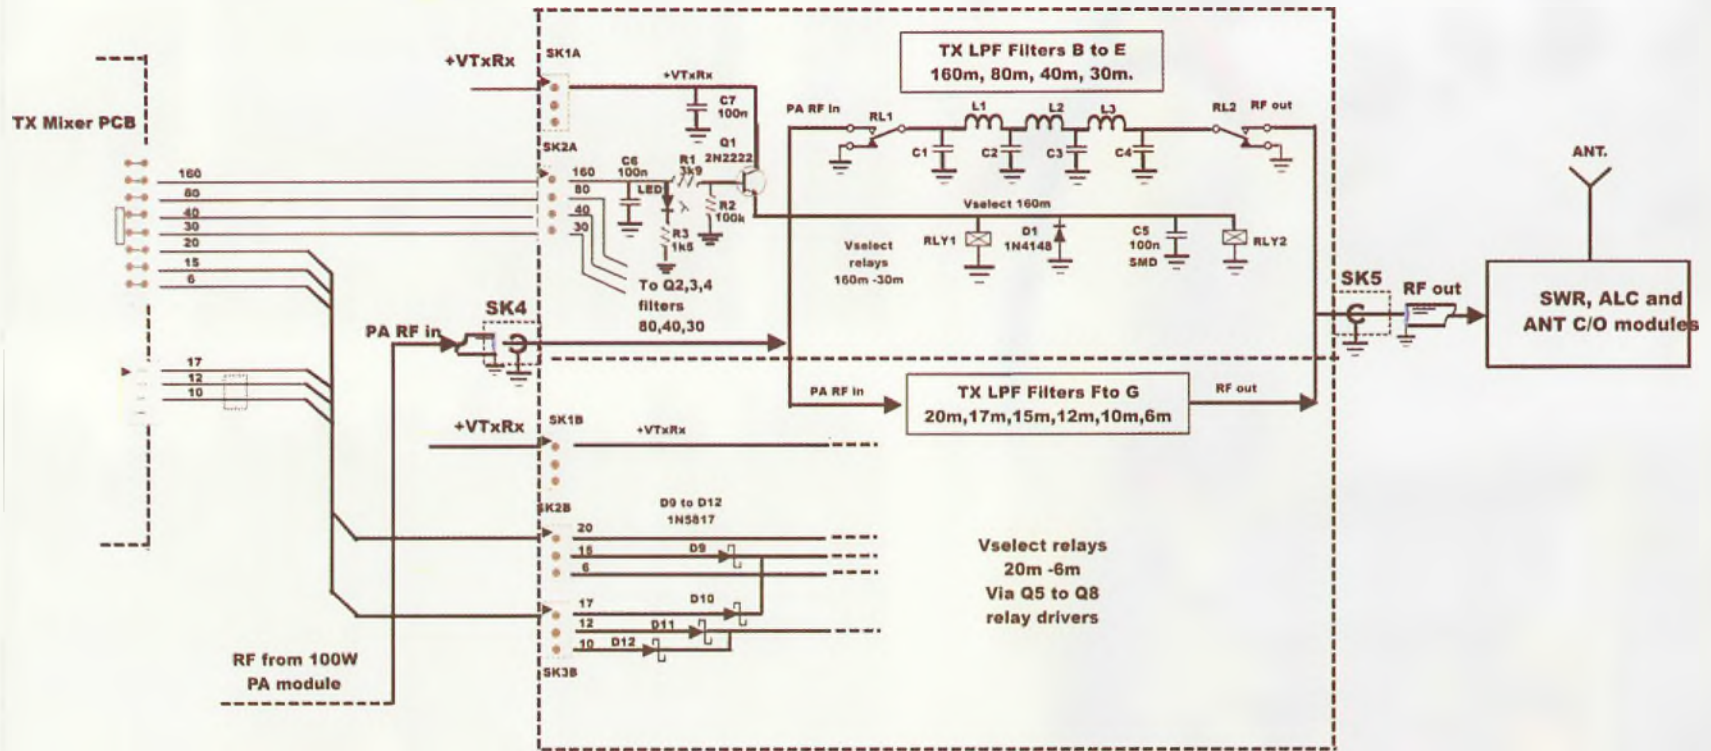 TX Mixer PCB
160
80
40
30
20
15
6
17
12
10
+VTxRx
SK1A
+VTxRx
C7
100n
Q1
2N2222
SK2A
160
80
40
30
C6
100n
LED
R1
3k9
R2
100k
R3
1k5
To Q2,3,4
filters
80,40,30
TX LPF Filters B to E
160m, 80m, 40m, 30m.
PA RF in
RL1
L1
L2
L3
RL2
RF out
C1
C2
C3
C4
Vselect 160m
Vselect
relays
160m -30m
RLY1
D1
1N4148
C5
100n
SMD
RLY2
ANT.
SK5
RF out
SWR, ALC and
ANT C/O modules
PA RF in
SK4
PA RF in
TX LPF Filters Fto G
20m,17m,15m,12m,10m,6m
RF out
+VTxRx
SK1B
+VTxRx
SK2B
D9 to D12
1N5817
20
15
D9
6
17
D10
12
D11
10
D12
SK3B
Vselect relays
20m -6m
Via Q5 to Q8
relay drivers
RF from 100W
PA module